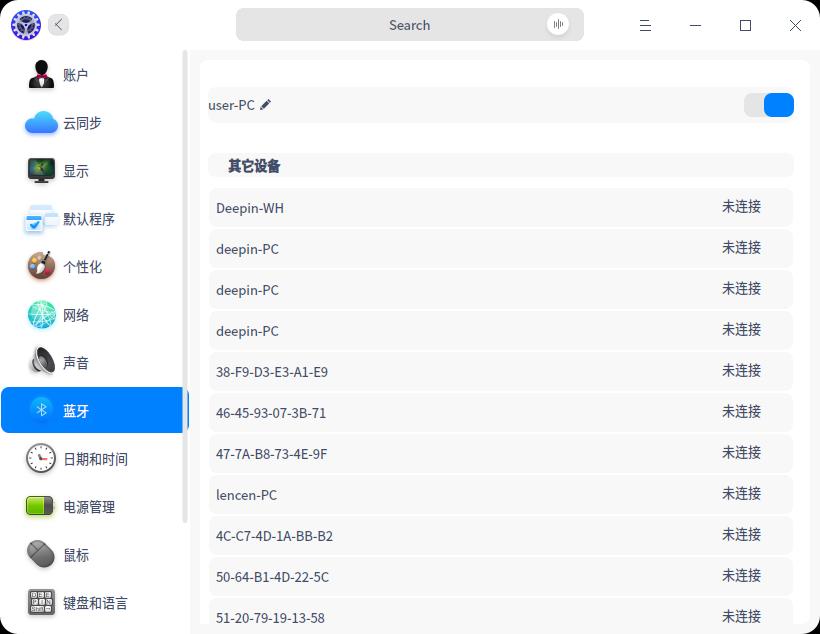 Search
账户
云同步
显示
默认程序
个性化
网络
声音
蓝牙
日期和时间
电源管理
鼠标
键盘和语言
user-PC
其它设备
Deepin-WH 未连接
deepin-PC 未连接
deepin-PC 未连接
deepin-PC 未连接
38-F9-D3-E3-A1-E9 未连接
46-45-93-07-3B-71 未连接
47-7A-B8-73-4E-9F 未连接
lencen-PC 未连接
4C-C7-4D-1A-BB-B2 未连接
50-64-B1-4D-22-5C 未连接
51-20-79-19-13-58 未连接